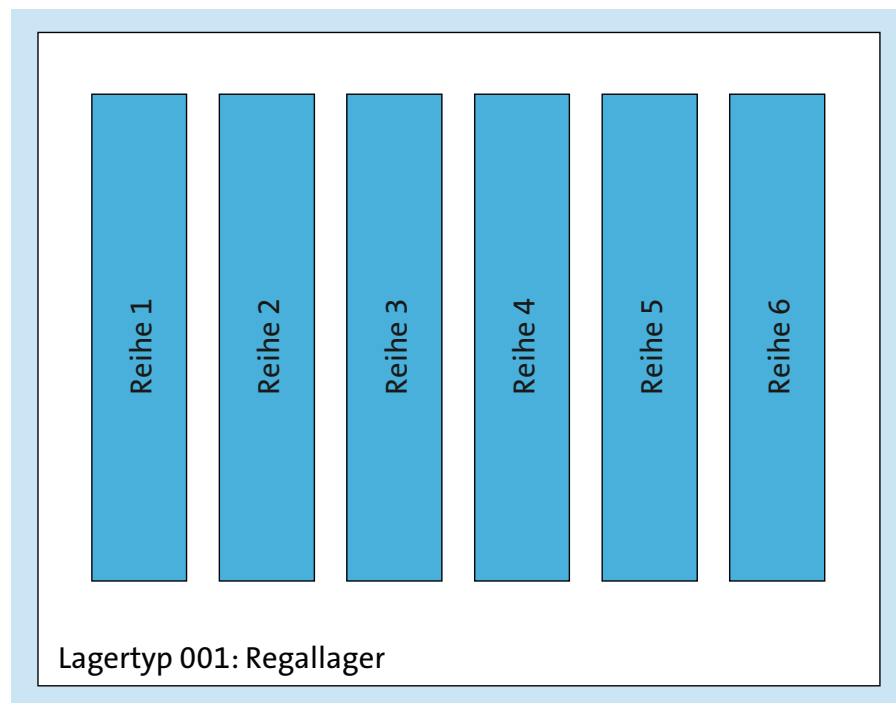 Reihe 1
Reihe 2
Reihe 3
Reihe 4
Reihe 5
Reihe 6
Lagertyp 001: Regallager